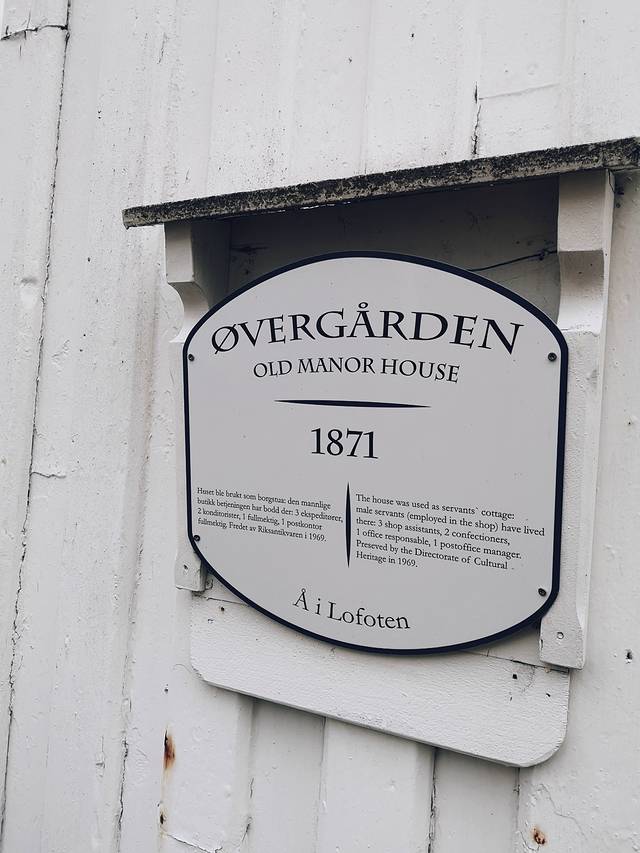 ØVERGÅRDEN
OLD MANOR HOUSE
1871
Huset ble brukt som borgstua: den mannlige
butikk betjeningen har bodd der: 3 ekspeditører,
2 konditorister, 1 fullmektig, 1 postkontor
fullmektig. Fredet av Riksantikvaren i 1969.
The house was used as servants` cottage:
male servants (employed in the shop) have lived
there: 3 shop assistants, 2 confectioners,
1 office responsable, 1 postoffice manager.
Preseved by the Directorate of Cultural
Heritage in 1969.
Å i Lofoten